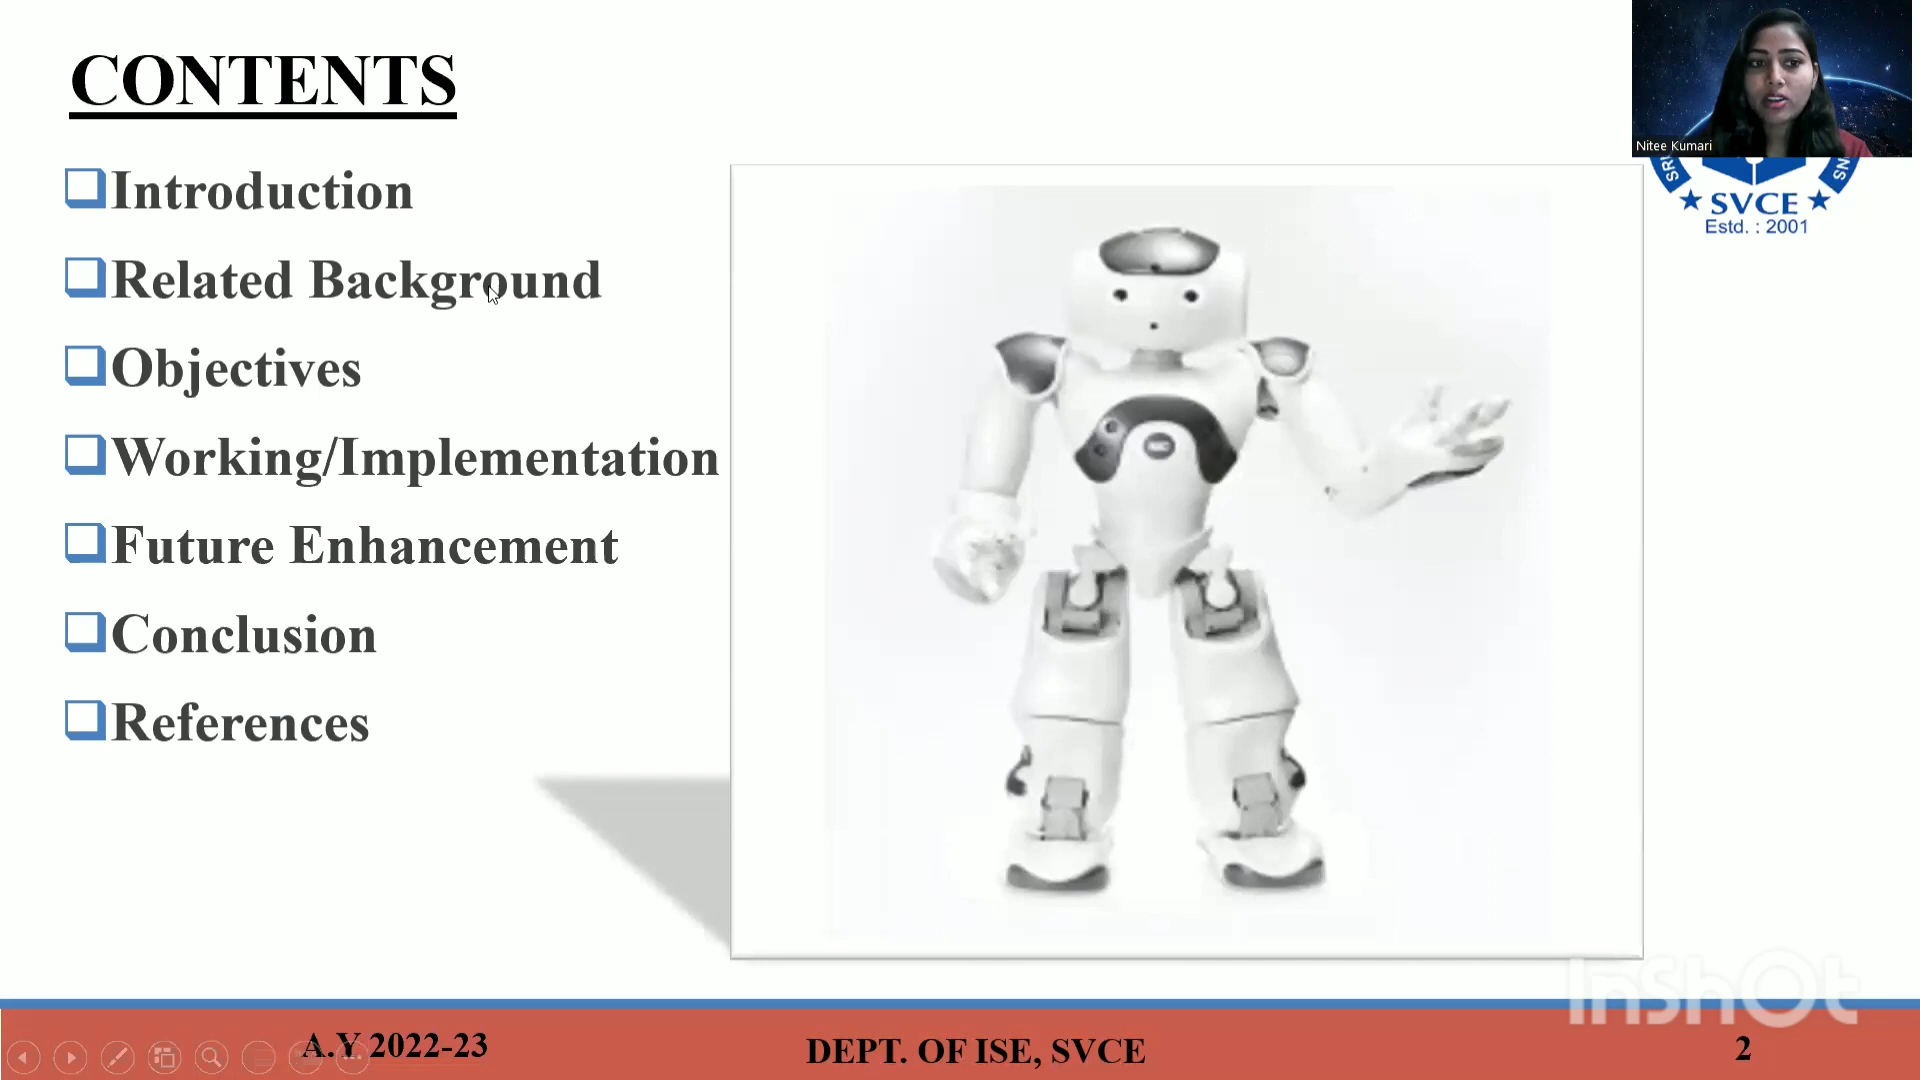 CONTENTS
Nitee Kumari
Introduction
SVCE
Estd. : 2001
Related Background
Objectives
Working/Implementation
Future Enhancement
Conclusion
References
InShOt
A.Y 2022-23
DEPT. OF ISE, SVCE
2